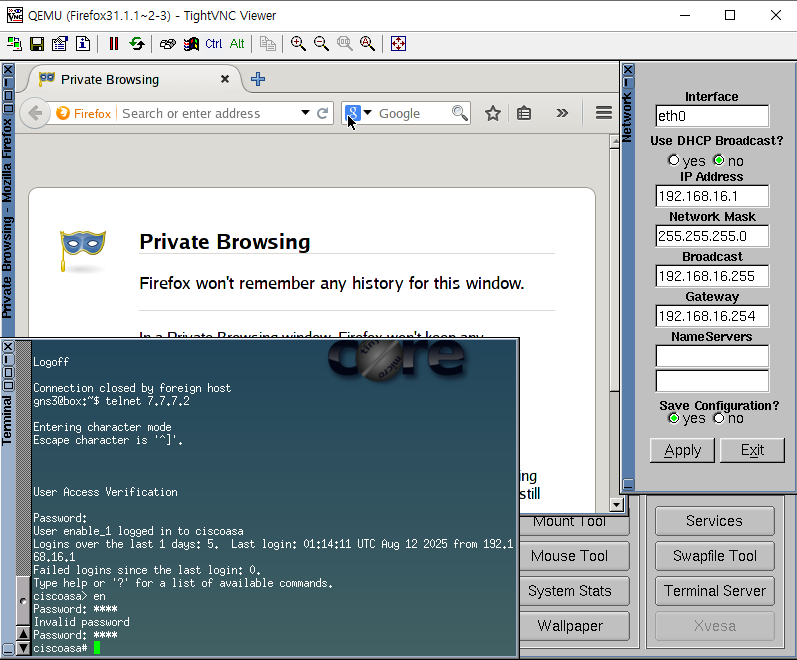 QEMU (Firefox31.1.1~2-3) - TightVNC Viewer
Ctrl Alt
Private Browsing - Mozilla Firefox
Private Browsing
Firefox Search or enter address
Google
Private Browsing
Firefox won't remember any history for this window.
In a Private Browsing window, Firefox won't keep any
ing
still
Network
Interface
eth0
Use DHCP Broadcast?
yes no
IP Address
192.168.16.1
Network Mask
255.255.255.0
Broadcast
192.168.16.255
Gateway
192.168.16.254
NameServers
Save Configuration?
yes no
Apply Exit
Terminal
core
tiny
micro
Logoff
Connection closed by foreign host
gns3@box:~$ telnet 7.7.7.2
Entering character mode
Escape character is '^]'.
User Access Verification
Password:
User enable_1 logged in to ciscoasa
Logins over the last 1 days: 5.  Last login: 01:14:11 UTC Aug 12 2025 from 192.1
68.16.1
Failed logins since the last login: 0.
Type help or '?' for a list of available commands.
ciscoasa> en
Password: ****
Invalid password
Password: ****
ciscoasa#
Mount Tool
Services
Mouse Tool
Swapfile Tool
System Stats
Terminal Server
Wallpaper
Xvesa